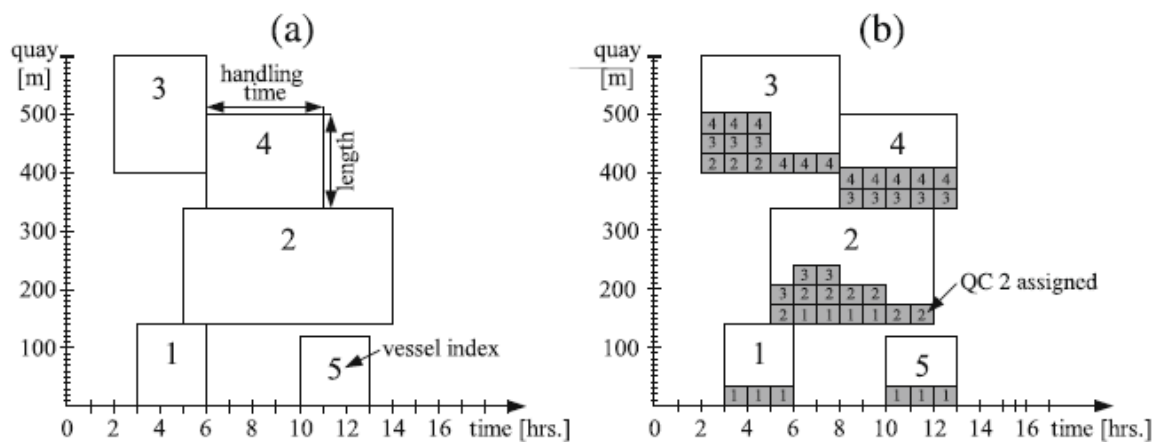 (a)
quay
[m]
3
handling
time
500
4
length
400
300
2
200
100
1
5
vessel index
0 2 4 6 8 10 12 14 16 time [hrs.]
(b)
quay
[m]
3
500
4 4 4
4
3 3 3
4 4 4 4 4
400
2 2 2 4 4 4
3 3 3 3 3
300
2
3 3
200
3 2 2 2 2
QC 2 assigned
2 1 1 1 1 2 2
100
1
5
1 1 1
1 1 1
0 2 4 6 8 10 12 14 16 time [hrs.]